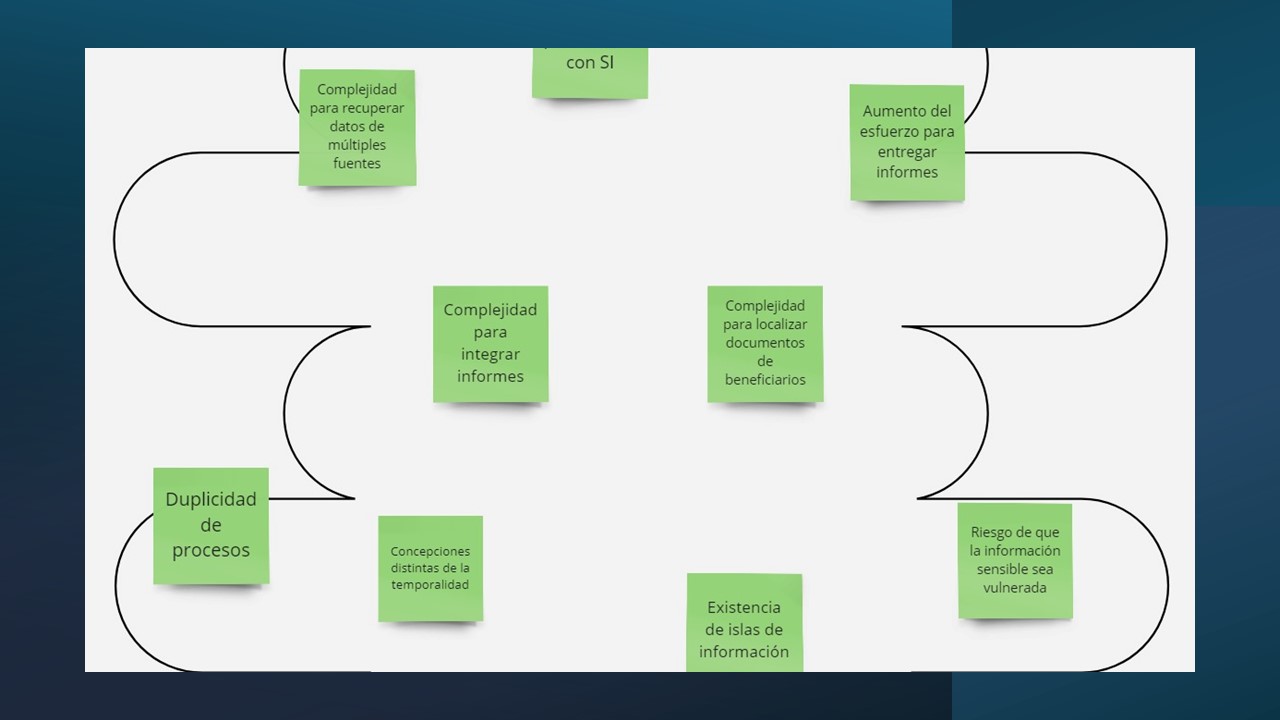 con SI
Complejidad
para recuperar
datos de
múltiples
fuentes
Aumento del
esfuerzo para
entregar
informes
Complejidad
para
integrar
informes
Complejidad
para localizar
documentos
de
beneficiarios
Duplicidad
de
procesos
Concepciones
distintas de la
temporalidad
Riesgo de que
la información
sensible sea
vulnerada
Existencia
de islas de
información